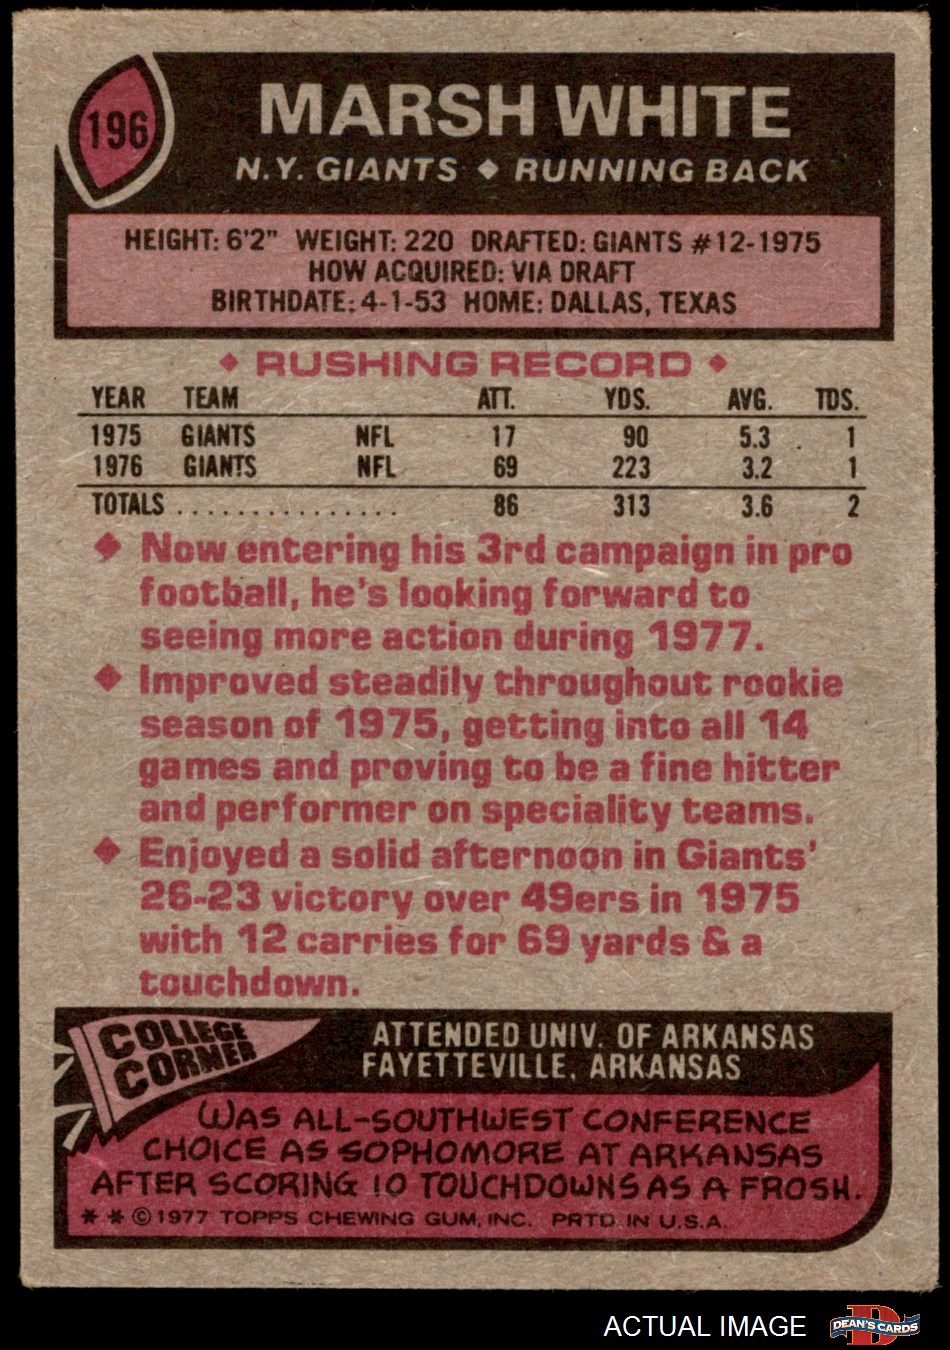 196
MARSH WHITE
N.Y. GIANTS ◆ RUNNING BACK
HEIGHT: 6'2" WEIGHT: 220 DRAFTED: GIANTS #12-1975
HOW ACQUIRED: VIA DRAFT
BIRTHDATE: 4-1-53 HOME: DALLAS, TEXAS
◆ RUSHING RECORD ◆
YEAR TEAM ATT. YDS. AVG. TDS.
1975 GIANTS NFL 17 90 5.3 1
1976 GIANTS NFL 69 223 3.2 1
TOTALS ............... 86 313 3.6 2
◆ Now entering his 3rd campaign in pro
football, he's looking forward to
seeing more action during 1977.
◆ Improved steadily throughout rookie
season of 1975, getting into all 14
games and proving to be a fine hitter
and performer on speciality teams.
◆ Enjoyed a solid afternoon in Giants'
26-23 victory over 49ers in 1975
with 12 carries for 69 yards & a
touchdown.
COLLEGE
CORNER
ATTENDED UNIV. OF ARKANSAS
FAYETTEVILLE, ARKANSAS
WAS ALL-SOUTHWEST CONFERENCE
CHOICE AS SOPHOMORE AT ARKANSAS
AFTER SCORING 10 TOUCHDOWNS AS A FROSH.
* * © 1977 TOPPS CHEWING GUM, INC. PRTD. IN U.S.A.
ACTUAL IMAGE
D
DEAN'S CARDS